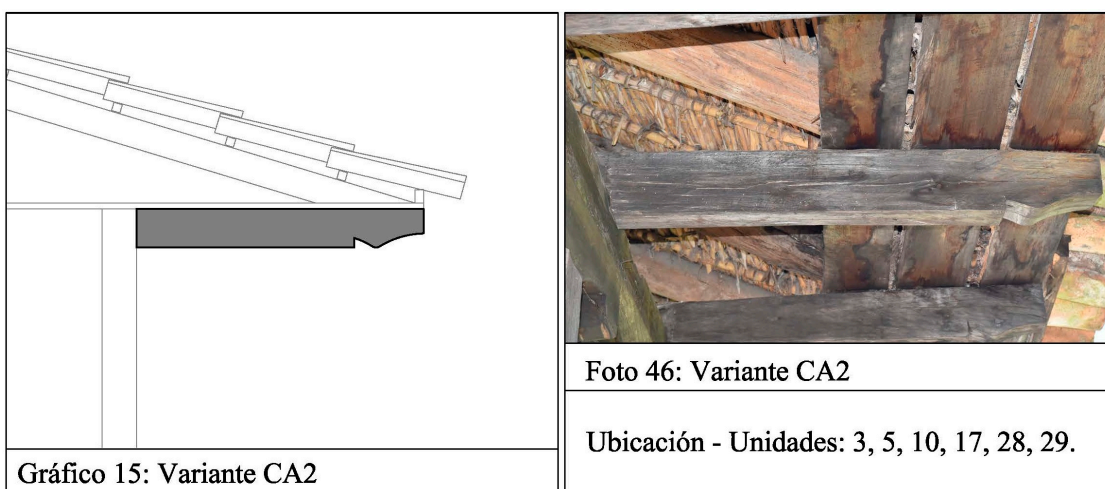 Gráfico 15: Variante CA2
Foto 46: Variante CA2
Ubicación - Unidades: 3, 5, 10, 17, 28, 29.